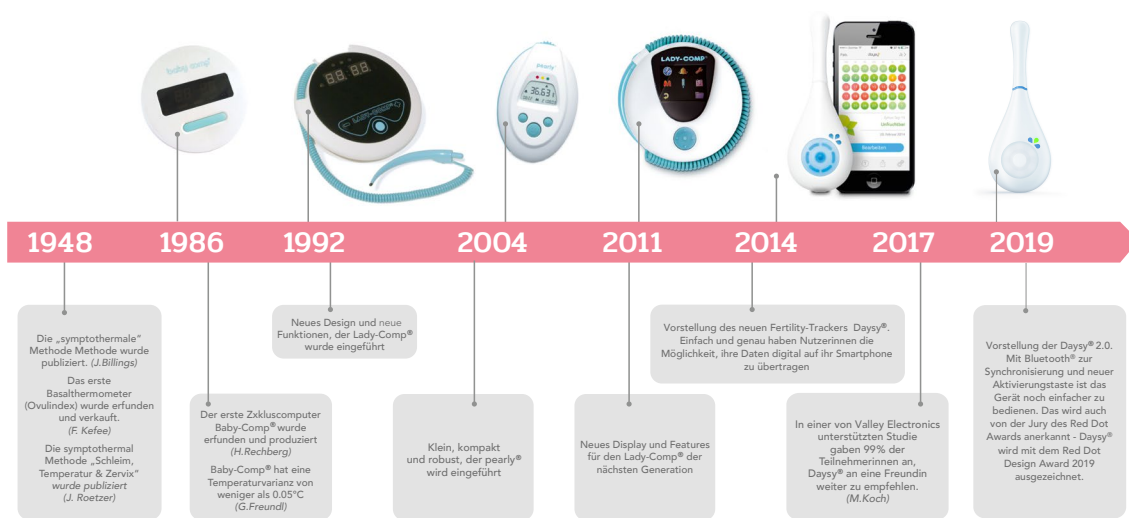 baby comp
LADY-COMP
pearly®
36.63
LADY-COMP®
Unfruchtbar
Bearbeiten
1948
1986
1992
2004
2011
2014
2017
2019
Die „symptothermale“
Methode Methode wurde
publiziert. (J.Billings)
Das erste
Basalthermometer
(Ovulindex) wurde erfunden
und verkauft.
(F. Kefee)
Die symptothermal
Methode „Schleim,
Temperatur & Zervix“
wurde publiziert
(J. Roetzer)
Der erste Zxkluscomputer
Baby-Comp® wurde
erfunden und produziert
(H.Rechberg)
Baby-Comp® hat eine
Temperaturvarianz von
weniger als 0.05°C
(G.Freundl)
Neues Design und neue
Funktionen, der Lady-Comp®
wurde eingeführt
Klein, kompakt
und robust, der pearly®
wird eingeführt
Neues Display und Features
für den Lady-Comp® der
nächsten Generation
Vorstellung des neuen Fertility-Trackers Daysy®.
Einfach und genau haben Nutzerinnen die
Möglichkeit, ihre Daten digital auf ihr Smartphone
zu übertragen
In einer von Valley Electronics
unterstützten Studie
gaben 99% der
Teilnehmerinnen an,
Daysy® an eine Freundin
weiter zu empfehlen.
(M.Koch)
Vorstellung der Daysy® 2.0.
Mit Bluetooth® zur
Synchronisierung und neuer
Aktivierungstaste ist das
Gerät noch einfacher zu
bedienen. Das wird auch
von der Jury des Red Dot
Awards anerkannt - Daysy®
wird mit dem Red Dot
Design Award 2019
ausgezeichnet.